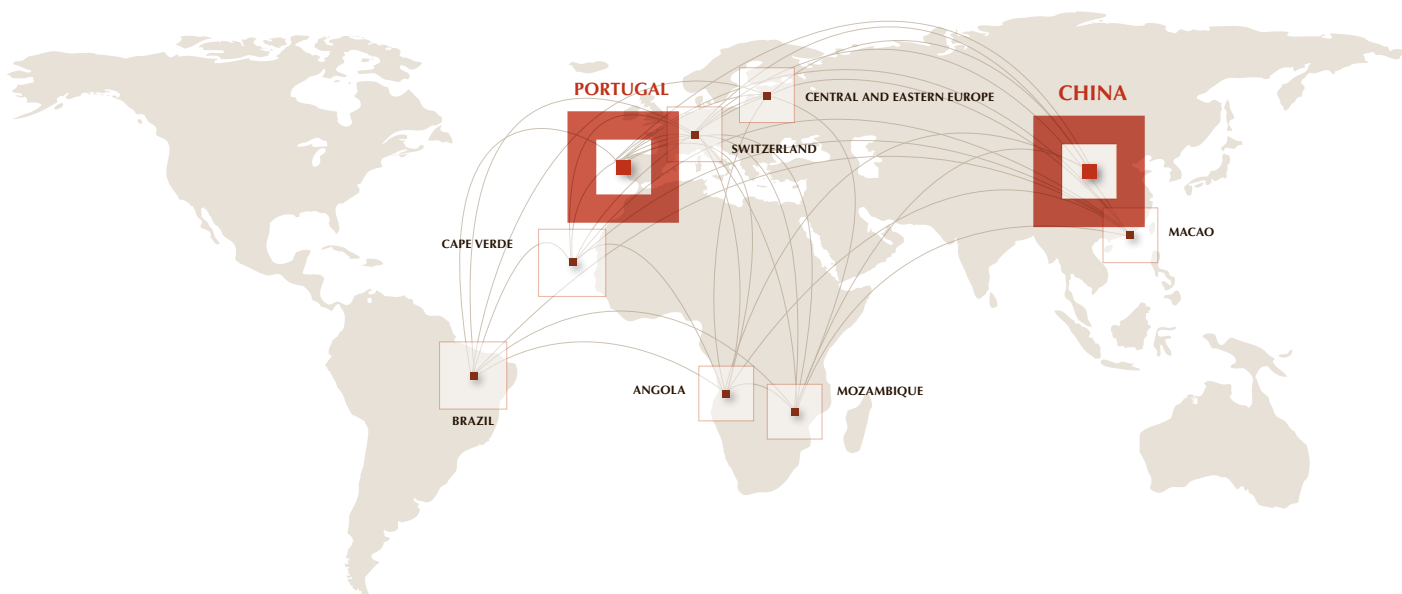 PORTUGAL
CHINA
CENTRAL AND EASTERN EUROPE
SWITZERLAND
CAPE VERDE
MACAO
ANGOLA
MOZAMBIQUE
BRAZIL